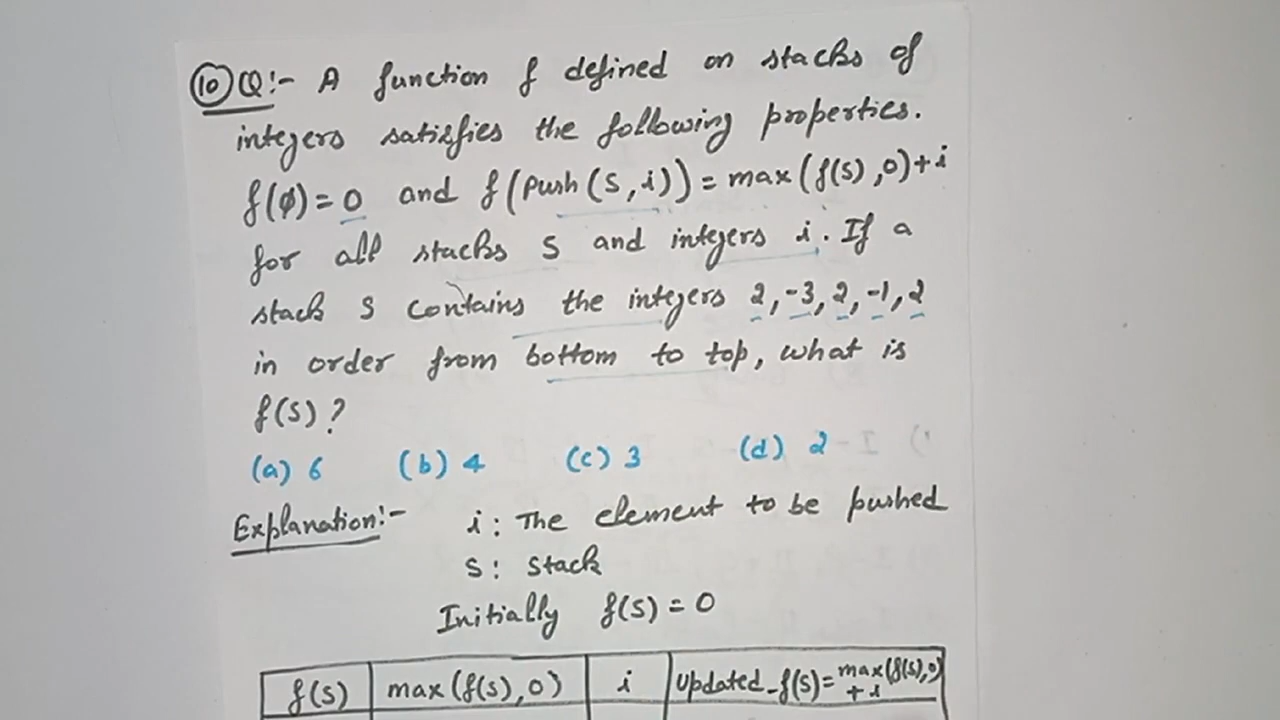 10 Q:- A function f defined on stacks of
integers satisfies the following properties.
f(ϕ) = 0 and f(Push(S, i)) = max(f(S), 0) + i
for all stacks S and integers i. If a
stack S contains the integers 2, -3, 2, -1, 2
in order from bottom to top, what is
f(S)?
(a) 6 (b) 4 (c) 3 (d) 2
Explanation:- i: The element to be pushed
S: Stack
Initially f(S) = 0
f(S) max(f(S), 0) i Updated_f(S) = max(f(S), 0) + i